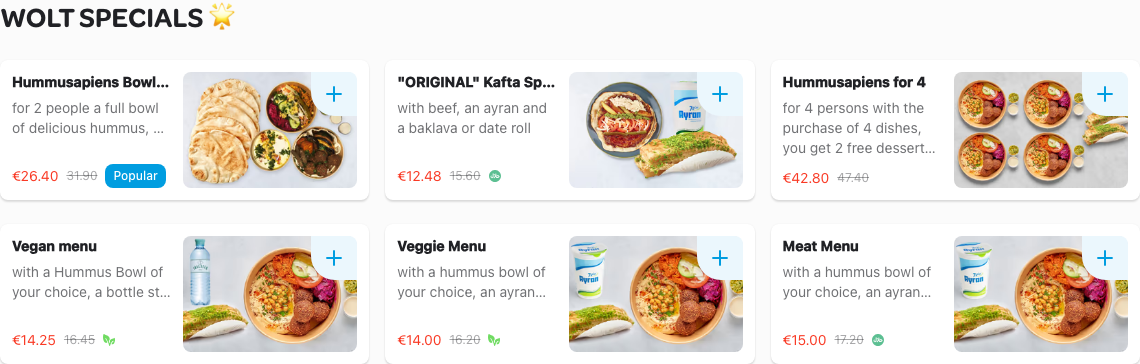 WOLT SPECIALS 🌟
Hummusapiens Bowl...
for 2 people a full bowl
of delicious hummus, ...
€26.40 31.90 Popular
"ORIGINAL" Kafta Sp...
with beef, an ayran and
a baklava or date roll
€12.48 15.60
Ayran
Hummusapiens for 4
for 4 persons with the
purchase of 4 dishes,
you get 2 free dessert...
€42.80 47.40
Vegan menu
with a Hummus Bowl of
your choice, a bottle st...
€14.25 16.45
Veggie Menu
with a hummus bowl of
your choice, an ayran...
€14.00 16.20
Ayran
Meat Menu
with a hummus bowl of
your choice, an ayran...
€15.00 17.20
Ayran